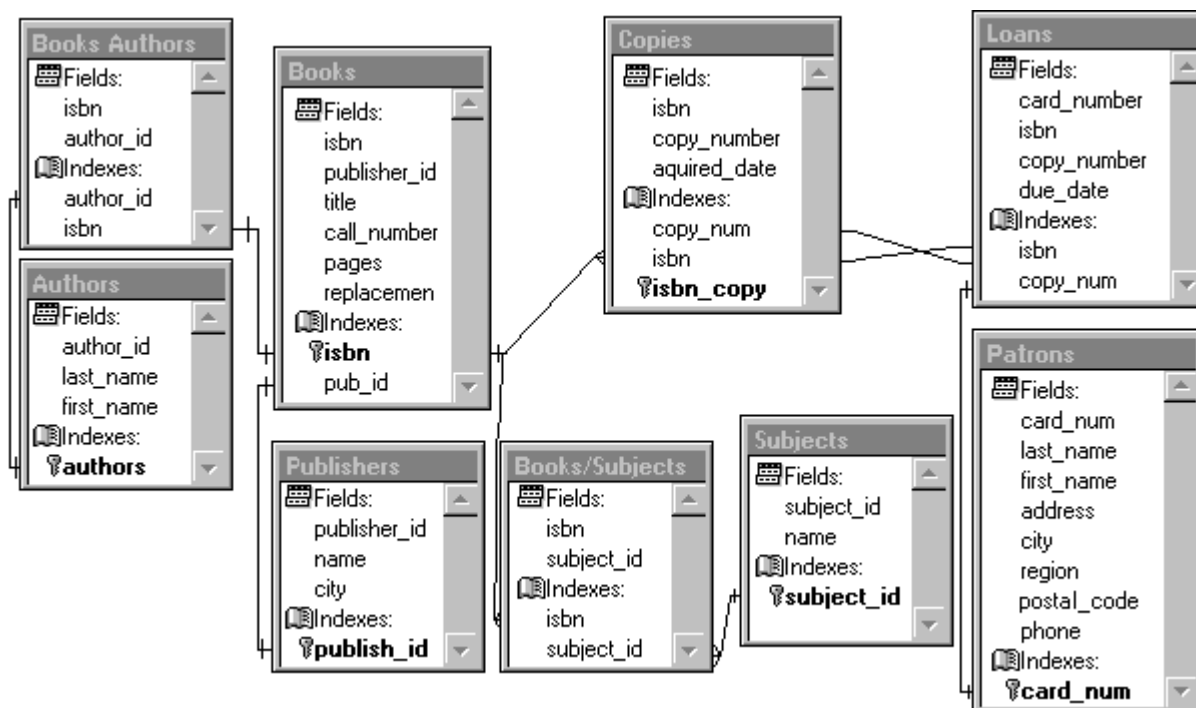 Books Authors
Fields:
isbn
author_id
Indexes:
author_id
isbn
Authors
Fields:
author_id
last_name
first_name
Indexes:
authors
Books
Fields:
isbn
publisher_id
title
call_number
pages
replacemen
Indexes:
isbn
pub_id
Publishers
Fields:
publisher_id
name
city
Indexes:
publish_id
Books/Subjects
Fields:
isbn
subject_id
Indexes:
isbn
subject_id
Copies
Fields:
isbn
copy_number
aquired_date
Indexes:
copy_num
isbn
isbn_copy
Subjects
Fields:
subject_id
name
Indexes:
subject_id
Loans
Fields:
card_number
isbn
copy_number
due_date
Indexes:
isbn
copy_num
Patrons
Fields:
card_num
last_name
first_name
address
city
region
postal_code
phone
Indexes:
card_num